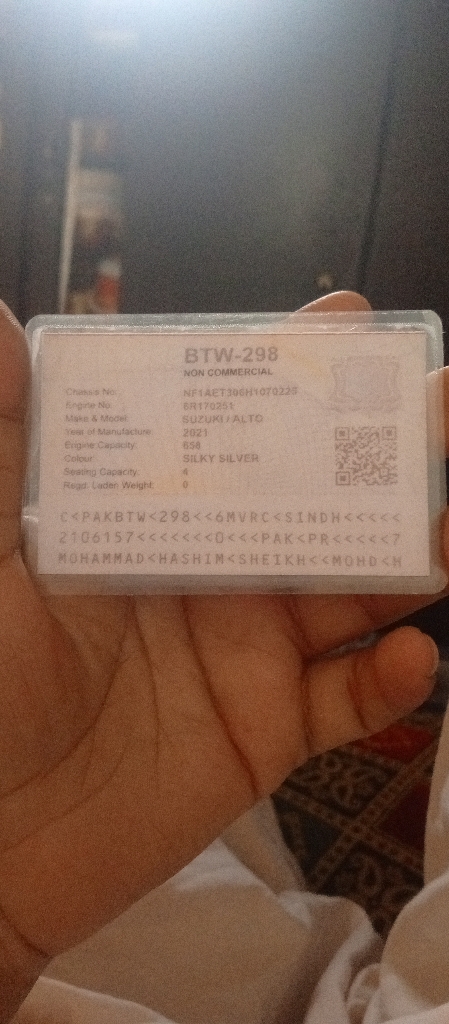 BTW-298
NON COMMERCIAL
Chassis No:
Engine No: 6R170251
Make & Model: SUZUKI / ALTO
Year of Manufacture: 2021
Engine Capacity: 658
Colour SILKY SILVER
Seating Capacity: 4
Regd: Laden Weight: 0
C<PAKBTW<298<<6MVRC<SINDH<<<<<
2106157<<<<<<0<<<PAK<PR<<<<<7
MOHAMMAD<HASHIM<SHEIKH<<MOHD<H